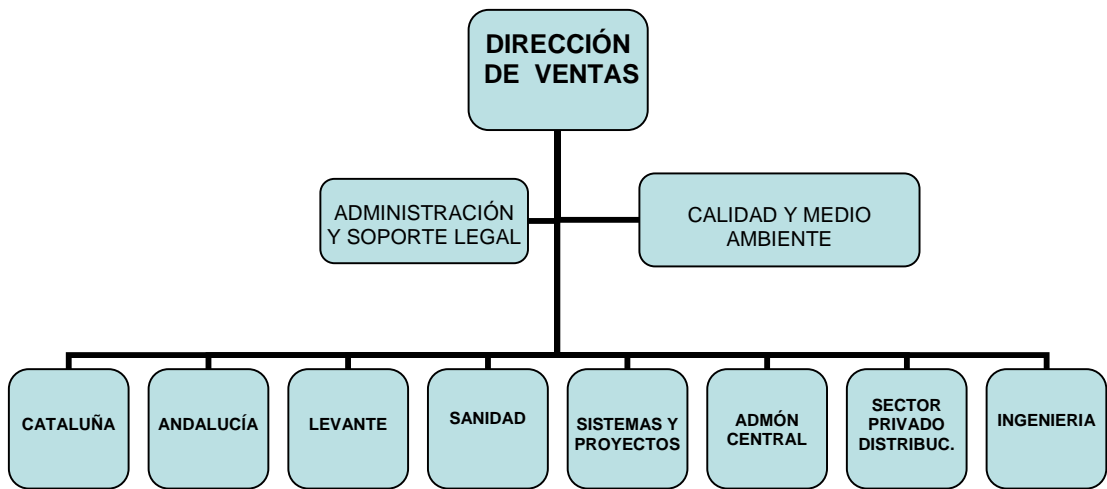 DIRECCIÓN
DE VENTAS
ADMINISTRACIÓN
Y SOPORTE LEGAL
CALIDAD Y MEDIO
AMBIENTE
CATALUÑA
ANDALUCÍA
LEVANTE
SANIDAD
SISTEMAS Y
PROYECTOS
ADMÓN
CENTRAL
SECTOR
PRIVADO
DISTRIBUC.
INGENIERIA